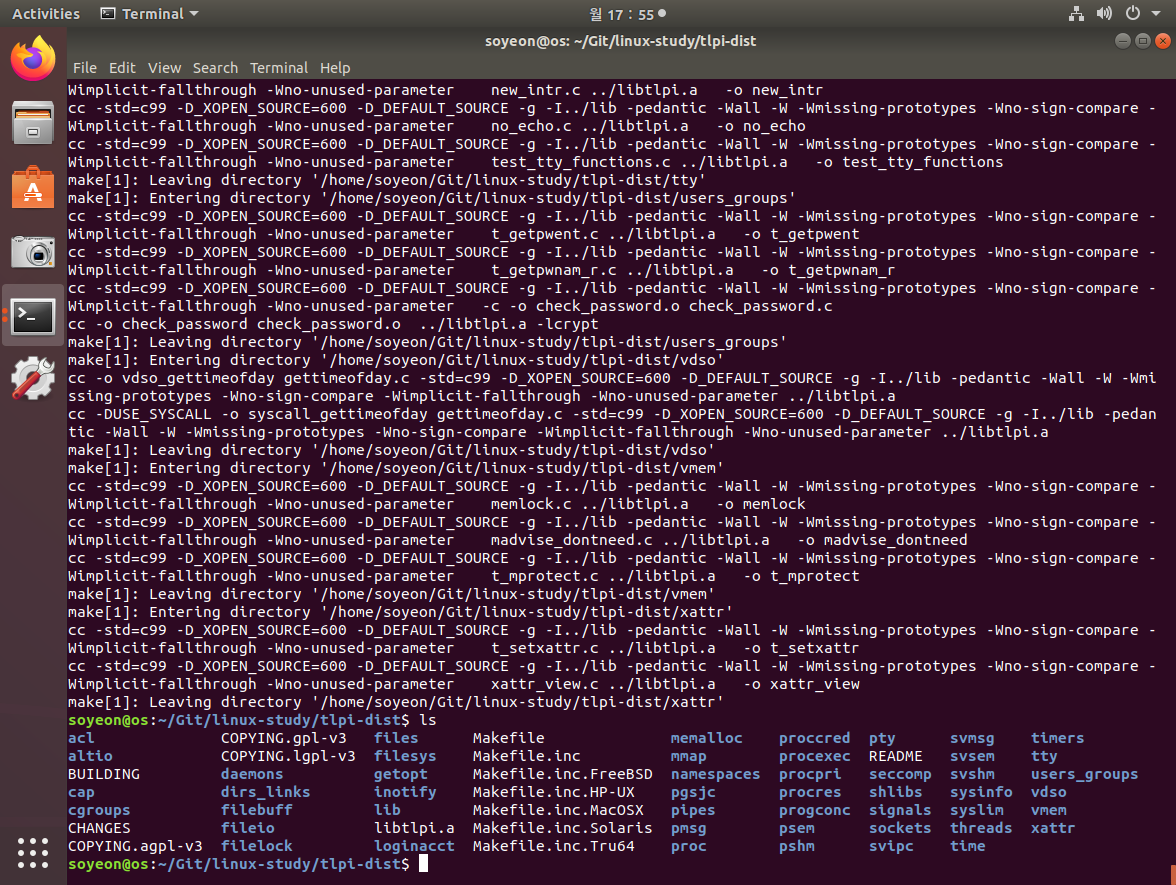 Activities Terminal 월 17 : 55
soyeon@os: ~/Git/linux-study/tlpi-dist
File Edit View Search Terminal Help
Wimplicit-fallthrough -Wno-unused-parameter    new_intr.c ../libtlpi.a   -o new_intr
cc -std=c99 -D_XOPEN_SOURCE=600 -D_DEFAULT_SOURCE -g -I../lib -pedantic -Wall -W -Wmissing-prototypes -Wno-sign-compare -
Wimplicit-fallthrough -Wno-unused-parameter    no_echo.c ../libtlpi.a   -o no_echo
cc -std=c99 -D_XOPEN_SOURCE=600 -D_DEFAULT_SOURCE -g -I../lib -pedantic -Wall -W -Wmissing-prototypes -Wno-sign-compare -
Wimplicit-fallthrough -Wno-unused-parameter    test_tty_functions.c ../libtlpi.a   -o test_tty_functions
make[1]: Leaving directory '/home/soyeon/Git/linux-study/tlpi-dist/tty'
make[1]: Entering directory '/home/soyeon/Git/linux-study/tlpi-dist/users_groups'
cc -std=c99 -D_XOPEN_SOURCE=600 -D_DEFAULT_SOURCE -g -I../lib -pedantic -Wall -W -Wmissing-prototypes -Wno-sign-compare -
Wimplicit-fallthrough -Wno-unused-parameter    t_getpwent.c ../libtlpi.a   -o t_getpwent
cc -std=c99 -D_XOPEN_SOURCE=600 -D_DEFAULT_SOURCE -g -I../lib -pedantic -Wall -W -Wmissing-prototypes -Wno-sign-compare -
Wimplicit-fallthrough -Wno-unused-parameter    t_getpwnam_r.c ../libtlpi.a   -o t_getpwnam_r
cc -std=c99 -D_XOPEN_SOURCE=600 -D_DEFAULT_SOURCE -g -I../lib -pedantic -Wall -W -Wmissing-prototypes -Wno-sign-compare -
Wimplicit-fallthrough -Wno-unused-parameter   -c -o check_password.o check_password.c
cc -o check_password check_password.o  ../libtlpi.a -lcrypt
make[1]: Leaving directory '/home/soyeon/Git/linux-study/tlpi-dist/users_groups'
make[1]: Entering directory '/home/soyeon/Git/linux-study/tlpi-dist/vdso'
cc -o vdso_gettimeofday gettimeofday.c -std=c99 -D_XOPEN_SOURCE=600 -D_DEFAULT_SOURCE -g -I../lib -pedantic -Wall -W -Wmi
ssing-prototypes -Wno-sign-compare -Wimplicit-fallthrough -Wno-unused-parameter ../libtlpi.a
cc -DUSE_SYSCALL -o syscall_gettimeofday gettimeofday.c -std=c99 -D_XOPEN_SOURCE=600 -D_DEFAULT_SOURCE -g -I../lib -pedan
tic -Wall -W -Wmissing-prototypes -Wno-sign-compare -Wimplicit-fallthrough -Wno-unused-parameter ../libtlpi.a
make[1]: Leaving directory '/home/soyeon/Git/linux-study/tlpi-dist/vdso'
make[1]: Entering directory '/home/soyeon/Git/linux-study/tlpi-dist/vmem'
cc -std=c99 -D_XOPEN_SOURCE=600 -D_DEFAULT_SOURCE -g -I../lib -pedantic -Wall -W -Wmissing-prototypes -Wno-sign-compare -
Wimplicit-fallthrough -Wno-unused-parameter    memlock.c ../libtlpi.a   -o memlock
cc -std=c99 -D_XOPEN_SOURCE=600 -D_DEFAULT_SOURCE -g -I../lib -pedantic -Wall -W -Wmissing-prototypes -Wno-sign-compare -
Wimplicit-fallthrough -Wno-unused-parameter    madvise_dontneed.c ../libtlpi.a   -o madvise_dontneed
cc -std=c99 -D_XOPEN_SOURCE=600 -D_DEFAULT_SOURCE -g -I../lib -pedantic -Wall -W -Wmissing-prototypes -Wno-sign-compare -
Wimplicit-fallthrough -Wno-unused-parameter    t_mprotect.c ../libtlpi.a   -o t_mprotect
make[1]: Leaving directory '/home/soyeon/Git/linux-study/tlpi-dist/vmem'
make[1]: Entering directory '/home/soyeon/Git/linux-study/tlpi-dist/xattr'
cc -std=c99 -D_XOPEN_SOURCE=600 -D_DEFAULT_SOURCE -g -I../lib -pedantic -Wall -W -Wmissing-prototypes -Wno-sign-compare -
Wimplicit-fallthrough -Wno-unused-parameter    t_setxattr.c ../libtlpi.a   -o t_setxattr
cc -std=c99 -D_XOPEN_SOURCE=600 -D_DEFAULT_SOURCE -g -I../lib -pedantic -Wall -W -Wmissing-prototypes -Wno-sign-compare -
Wimplicit-fallthrough -Wno-unused-parameter    xattr_view.c ../libtlpi.a   -o xattr_view
make[1]: Leaving directory '/home/soyeon/Git/linux-study/tlpi-dist/xattr'
soyeon@os:~/Git/linux-study/tlpi-dist$ ls
acl COPYING.gpl-v3 files Makefile memalloc proccred pty svmsg timers
altio COPYING.lgpl-v3 filesys Makefile.inc mmap procexec README svsem tty
BUILDING daemons getopt Makefile.inc.FreeBSD namespaces procpri seccomp svshm users_groups
cap dirs_links inotify Makefile.inc.HP-UX pgsjc procres shlibs sysinfo vdso
cgroups filebuff lib Makefile.inc.MacOSX pipes progconc signals syslim vmem
CHANGES fileio libtlpi.a Makefile.inc.Solaris pmsg psem sockets threads xattr
COPYING.agpl-v3 filelock loginacct Makefile.inc.Tru64 proc pshm svipc time
soyeon@os:~/Git/linux-study/tlpi-dist$